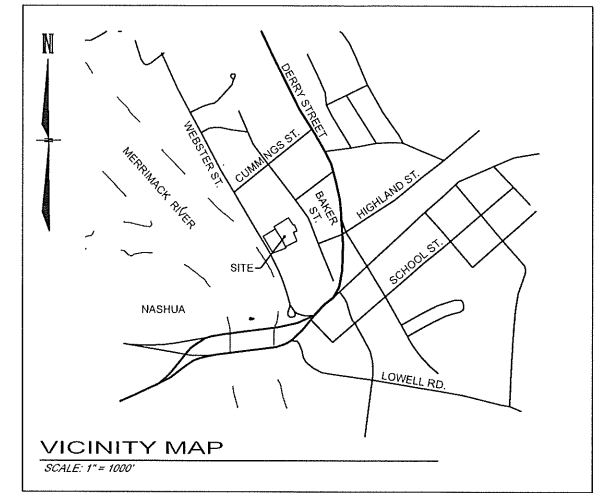 N
DERRY STREET
WEBSTER ST.
CUMMINGS ST.
MERRIMACK RIVER
BAKER
ST.
HIGHLAND ST.
SITE
SCHOOL ST.
NASHUA
LOWELL RD.
VICINITY MAP
SCALE: 1" = 1000'